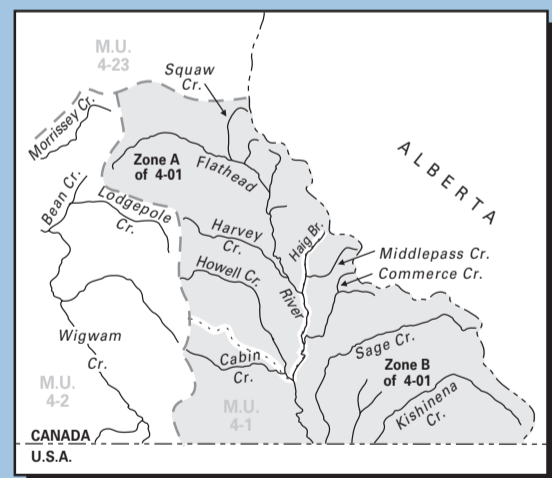 M.U.
4-23
Squaw
Cr.
Morrissey Cr.
ALBERTA
Zone A
of 4-01
Flathead
Bean Cr.
Lodgepole
Cr.
Harvey
Cr.
Haig Br.
Middlepass Cr.
Howell Cr.
Commerce Cr.
River
Wigwam
Cr.
Sage Cr.
Cabin
Cr.
Zone B
of 4-01
M.U.
4-2
M.U.
4-1
Kishinena
Cr.
CANADA
U.S.A.